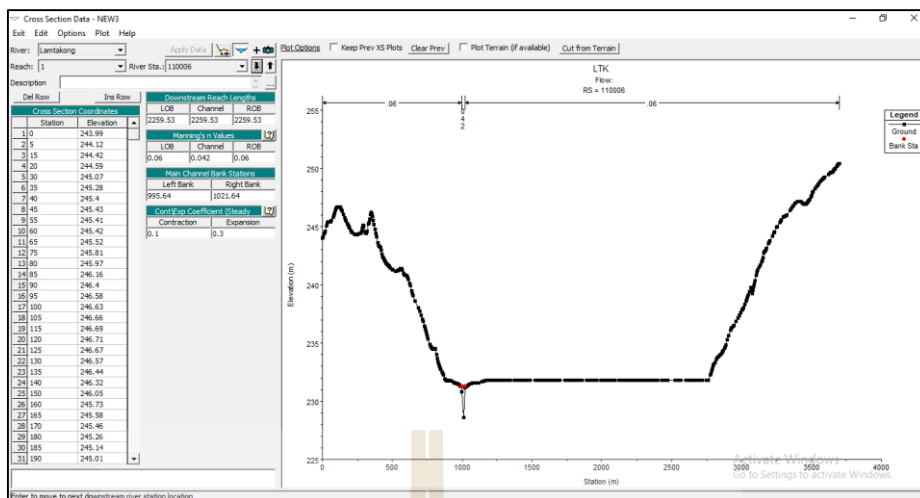 Cross Section Data - NEW3
Exit Edit Options Plot Help
River: Lamtakong Apply Data Plot Options Keep Prev XS Plots Clear Prev Plot Terrain (if available) Cut from Terrain
Reach: 1 River Sta.: 110006
Description ...
Del Row Ins Row
Cross Section Coordinates
Station Elevation
1 0 243.99
2 5 244.12
3 15 244.42
4 20 244.59
5 30 245.07
6 35 245.28
7 40 245.4
8 45 245.43
9 55 245.41
10 60 245.42
11 65 245.52
12 75 245.81
13 80 245.97
14 85 246.16
15 90 246.4
16 95 246.58
17 100 246.63
18 105 246.66
19 115 246.69
20 120 246.71
21 125 246.67
22 130 246.57
23 135 246.44
24 140 246.32
25 150 246.05
26 160 245.73
27 165 245.58
28 170 245.46
29 180 245.26
30 185 245.14
31 190 245.01
Downstream Reach Lengths
LOB Channel ROB
2259.53 2259.53 2259.53
Manning's n Values
LOB Channel ROB
0.06 0.042 0.06
Main Channel Bank Stations
Left Bank Right Bank
995.64 1021.64
Cont\Exp Coefficient (Steady
Contraction Expansion
0.1 0.3
LTK
Flow:
RS = 110006
.06
.06
4
2
Legend
Ground
Bank Sta
Elevation (m)
255
250
245
240
235
230
225
0 500 1000 1500 2000 2500 3000 3500 4000
Station (m)
Activate Windows
Go to Settings to activate Windows.
Enter to move to next downstream river station location